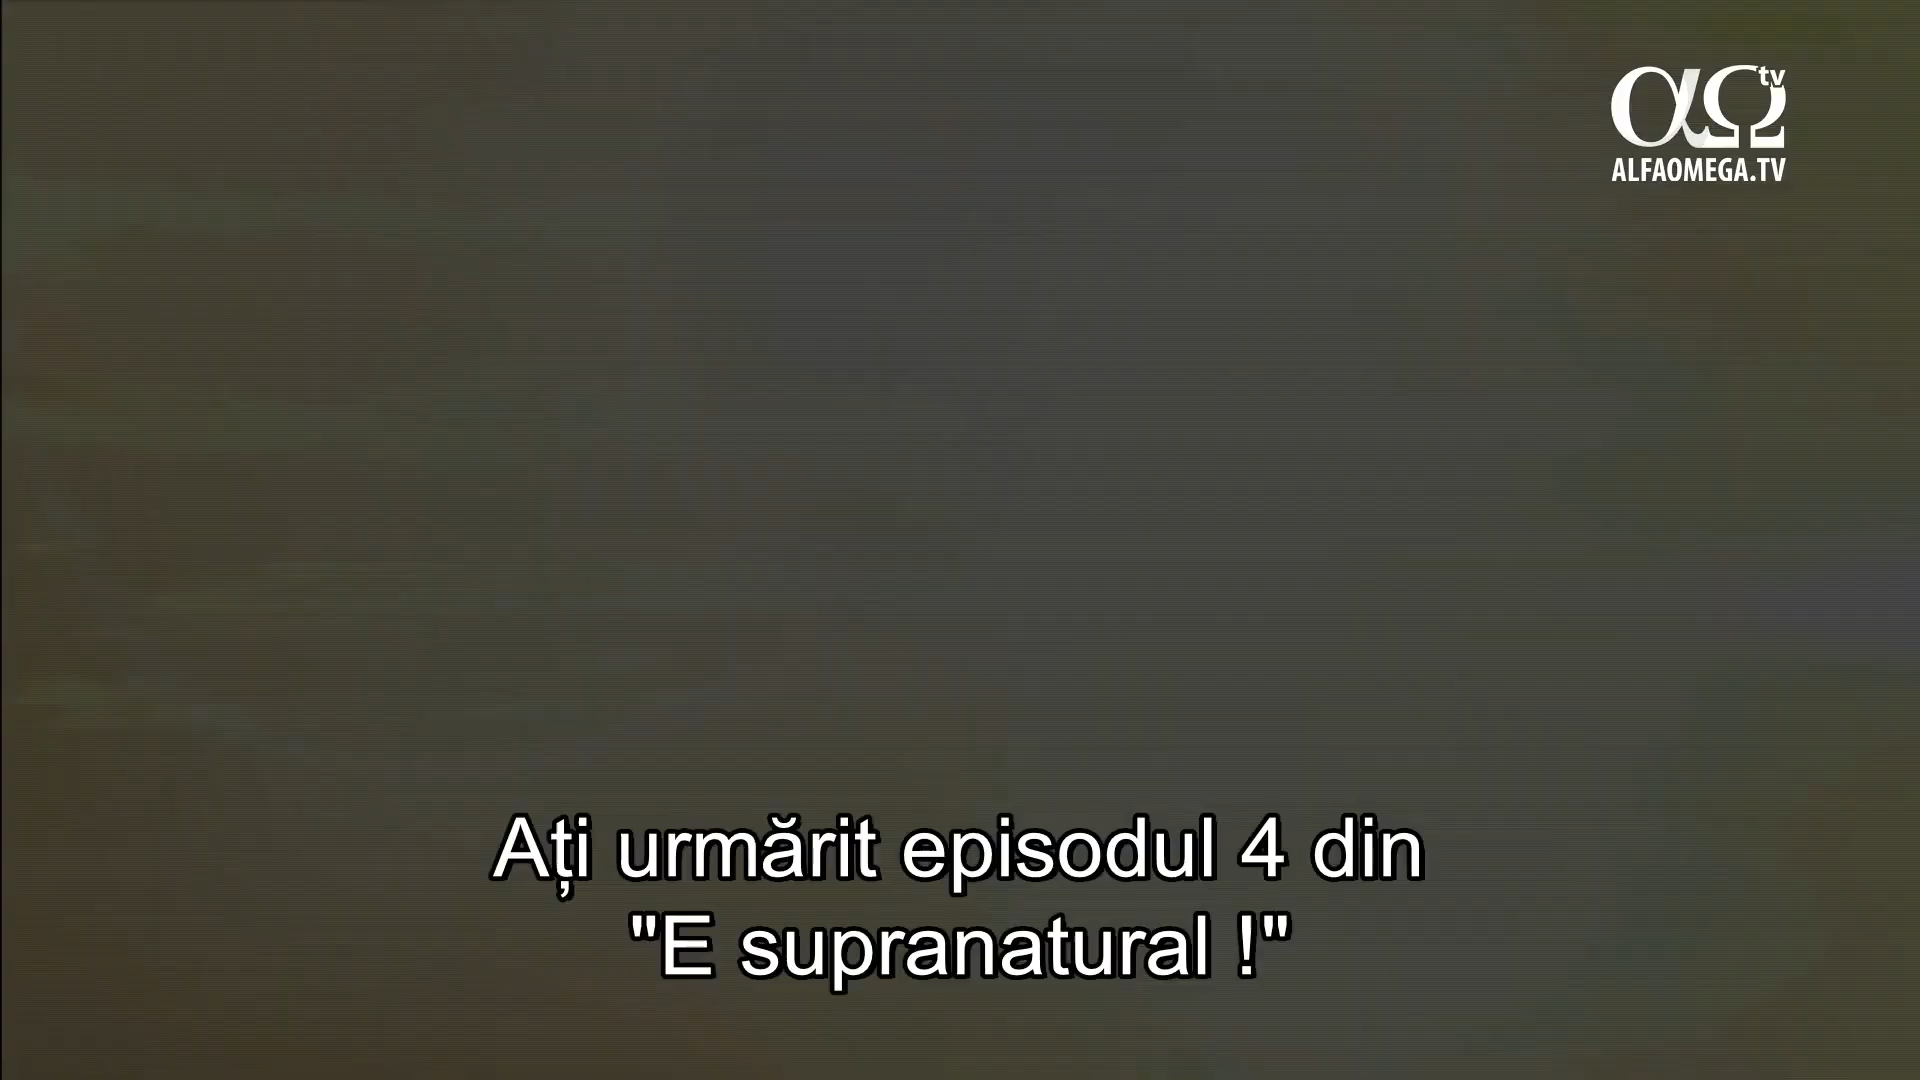 αΩ tv
ALFAOMEGA.TV
Ați urmărit episodul 4 din
"E supranatural !"